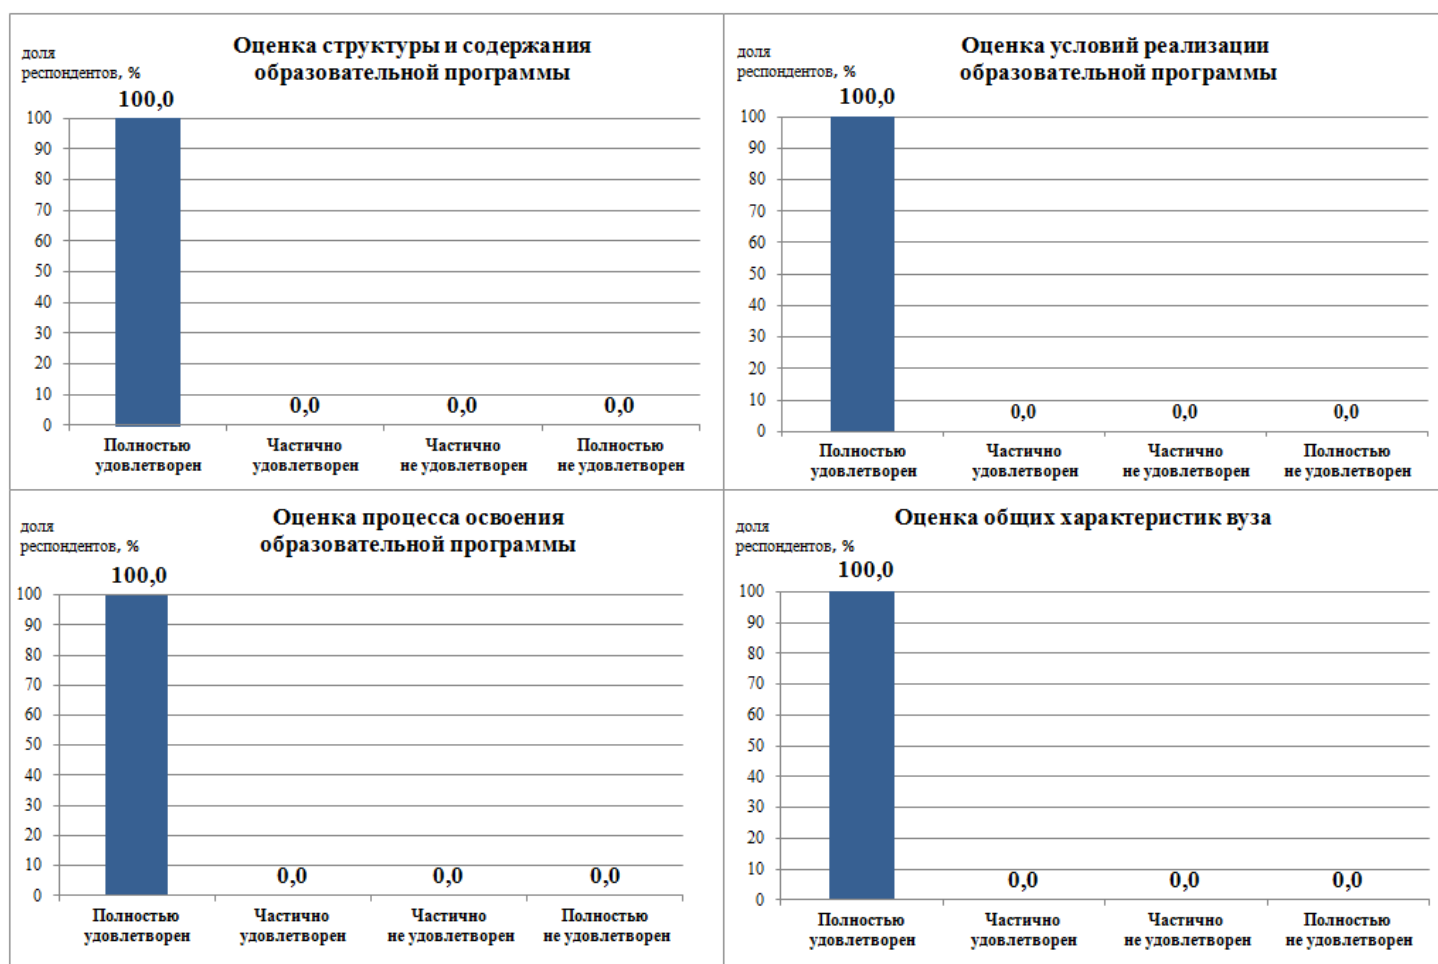 доля
респондентов, %
Оценка структуры и содержания
образовательной программы
100,0
100
90
80
70
60
50
40
30
20
10
0
0,0
0,0
0,0
Полностью
удовлетворен
Частично
удовлетворен
Частично
не удовлетворен
Полностью
не удовлетворен
доля
респондентов, %
Оценка условий реализации
образовательной программы
100,0
100
90
80
70
60
50
40
30
20
10
0
0,0
0,0
0,0
Полностью
удовлетворен
Частично
удовлетворен
Частично
не удовлетворен
Полностью
не удовлетворен
доля
респондентов, %
Оценка процесса освоения
образовательной программы
100,0
100
90
80
70
60
50
40
30
20
10
0
0,0
0,0
0,0
Полностью
удовлетворен
Частично
удовлетворен
Частично
не удовлетворен
Полностью
не удовлетворен
доля
респондентов, %
Оценка общих характеристик вуза
100,0
100
90
80
70
60
50
40
30
20
10
0
0,0
0,0
0,0
Полностью
удовлетворен
Частично
удовлетворен
Частично
не удовлетворен
Полностью
не удовлетворен